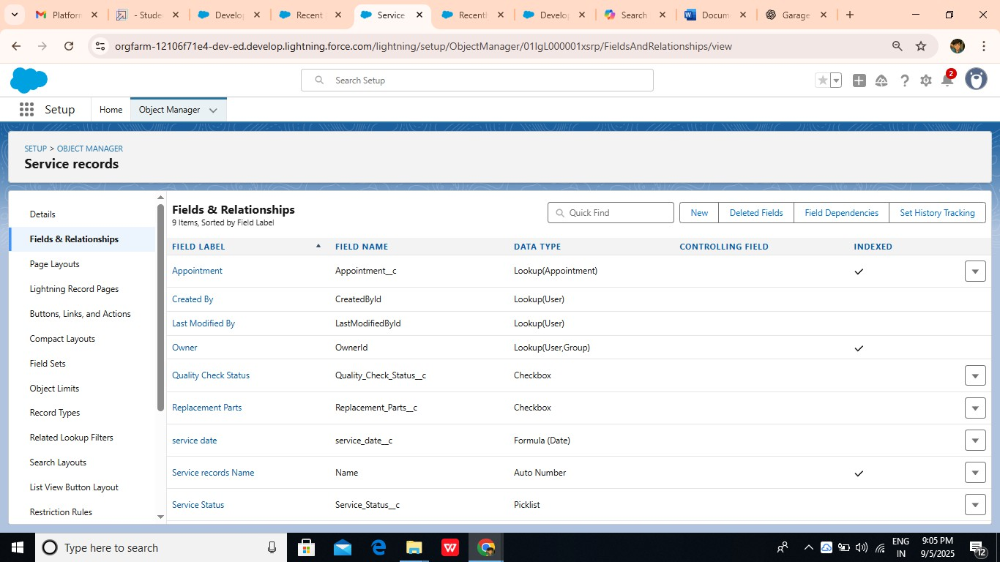 Platform
- Stude
Develo
Recent
Service
Recentl
Develo
Search
Docum
Garage
orgfarm-12106f71e4-dev-ed.develop.lightning.force.com/lightning/setup/ObjectManager/01IgL000001xsrp/FieldsAndRelationships/view
Search Setup
2
Setup Home Object Manager
SETUP > OBJECT MANAGER
Service records
Details
Fields & Relationships
Page Layouts
Lightning Record Pages
Buttons, Links, and Actions
Compact Layouts
Field Sets
Object Limits
Record Types
Related Lookup Filters
Search Layouts
List View Button Layout
Restriction Rules
Fields & Relationships
9 Items, Sorted by Field Label
Quick Find
New Deleted Fields Field Dependencies Set History Tracking
FIELD LABEL FIELD NAME DATA TYPE CONTROLLING FIELD INDEXED
Appointment Appointment__c Lookup(Appointment)
Created By CreatedById Lookup(User)
Last Modified By LastModifiedById Lookup(User)
Owner OwnerId Lookup(User,Group)
Quality Check Status Quality_Check_Status__c Checkbox
Replacement Parts Replacement_Parts__c Checkbox
service date service_date__c Formula (Date)
Service records Name Name Auto Number
Service Status Service_Status__c Picklist
Type here to search
ENG
IN
9:05 PM
9/5/2025
12